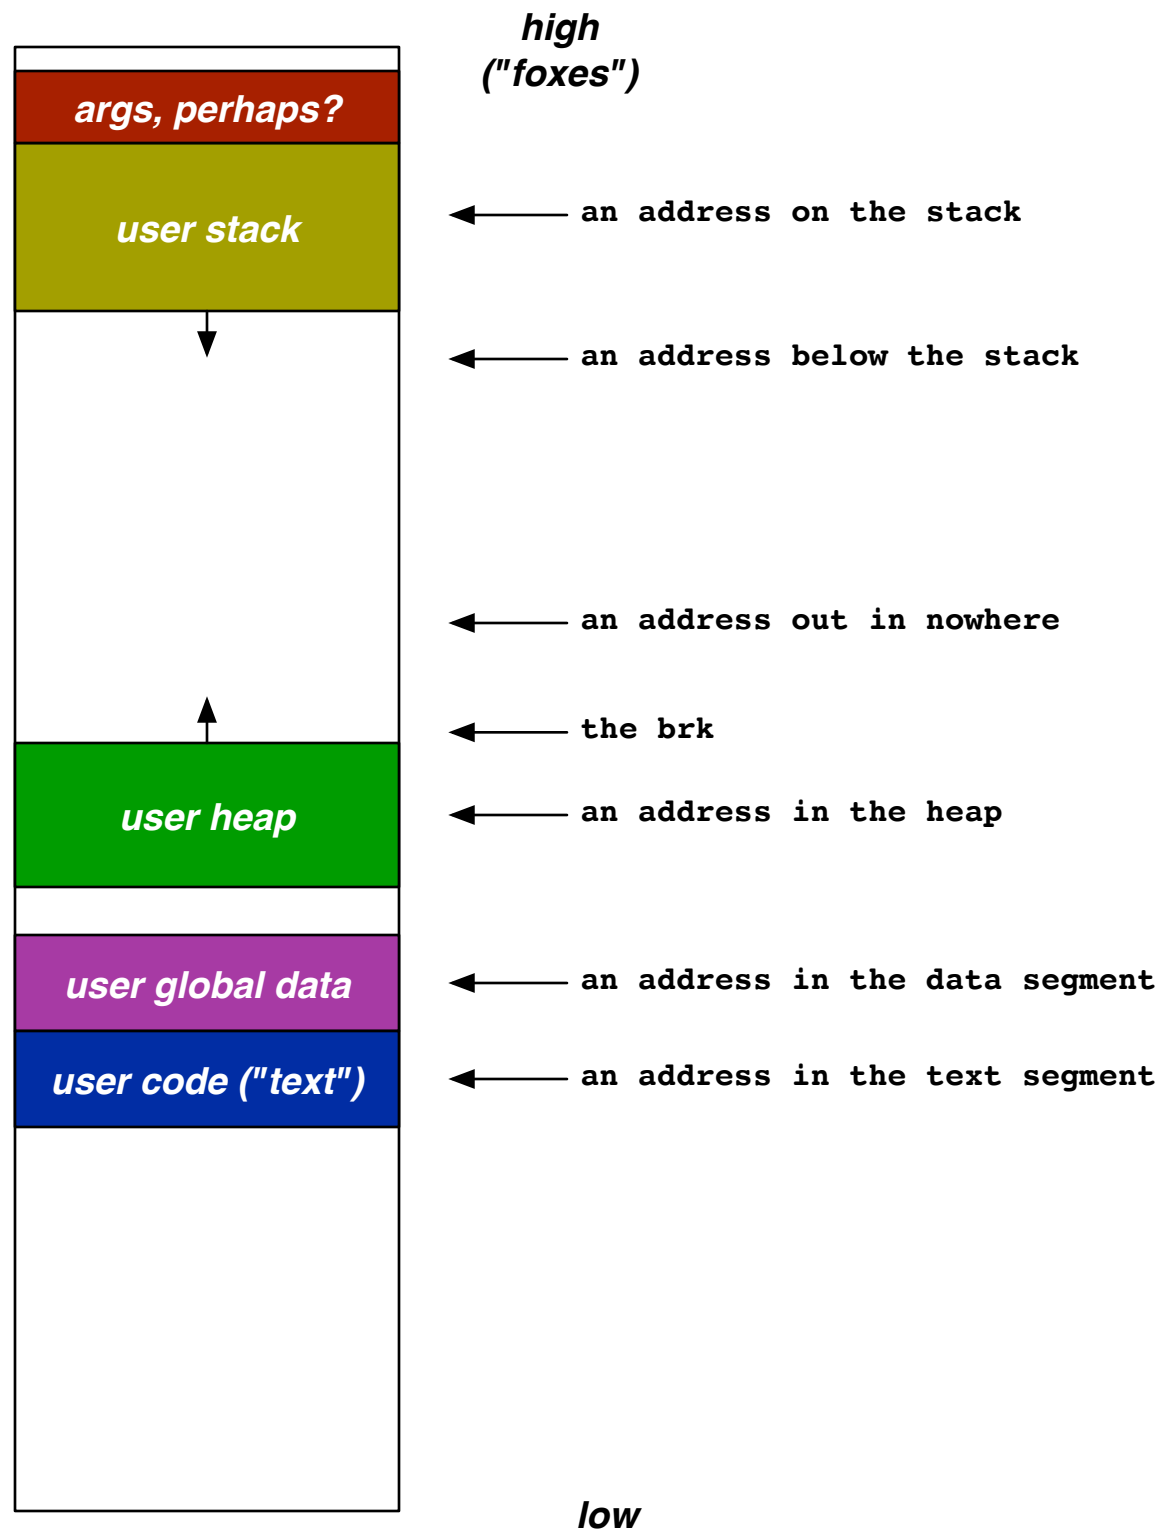 high
("foxes")
args, perhaps?
user stack
an address on the stack
an address below the stack
an address out in nowhere
the brk
user heap
an address in the heap
user global data
an address in the data segment
user code ("text")
an address in the text segment
low